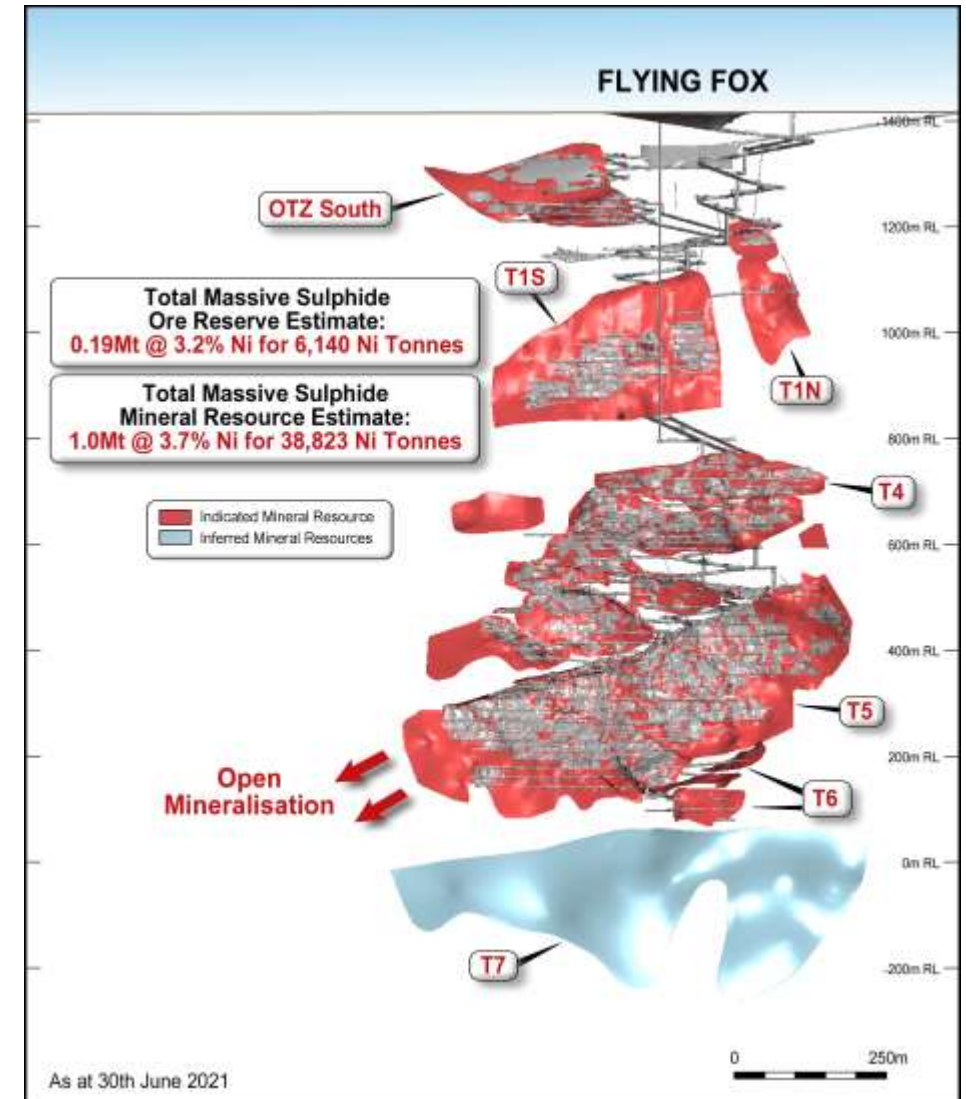 FLYING FOX
1400m RL
OTZ South
1200m RL
T1S
Total Massive Sulphide
Ore Reserve Estimate:
0.19Mt @ 3.2% Ni for 6,140 Ni Tonnes
1000m RL
T1N
Total Massive Sulphide
Mineral Resource Estimate:
1.0Mt @ 3.7% Ni for 38,823 Ni Tonnes
800m RL
T4
Indicated Mineral Resource
Inferred Mineral Resources
600m RL
400m RL
T5
200m RL
Open
Mineralisation
T6
0m RL
T7
-200m RL
0 250m
As at 30th June 2021